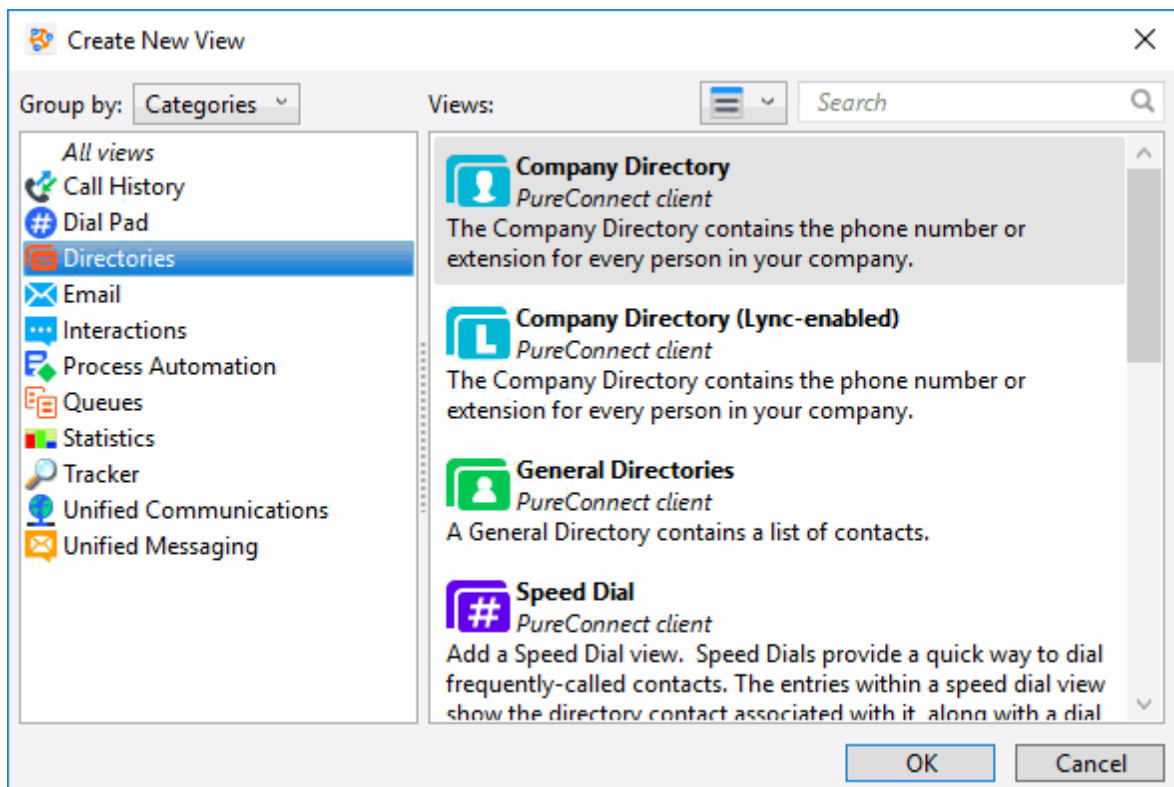 Create New View
Group by: Categories
Views:
Search
All views
Call History
Dial Pad
Directories
Email
Interactions
Process Automation
Queues
Statistics
Tracker
Unified Communications
Unified Messaging
Company Directory
PureConnect client
The Company Directory contains the phone number or
extension for every person in your company.
L
Company Directory (Lync-enabled)
PureConnect client
The Company Directory contains the phone number or
extension for every person in your company.
General Directories
PureConnect client
A General Directory contains a list of contacts.
#
Speed Dial
PureConnect client
Add a Speed Dial view.  Speed Dials provide a quick way to dial
frequently-called contacts. The entries within a speed dial view
show the directory contact associated with it, along with a dial
OK
Cancel